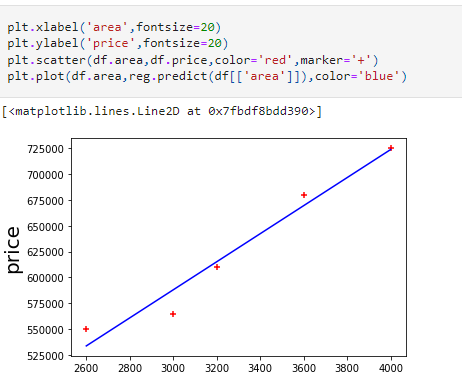 plt.xlabel('area',fontsize=20)
plt.ylabel('price',fontsize=20)
plt.scatter(df.area,df.price,color='red',marker='+')
plt.plot(df.area,reg.predict(df[['area']]),color='blue')
[<matplotlib.lines.Line2D at 0x7fbdf8bdd390>]
725000
700000
675000
650000
625000
600000
575000
550000
525000
price
2600 2800 3000 3200 3400 3600 3800 4000